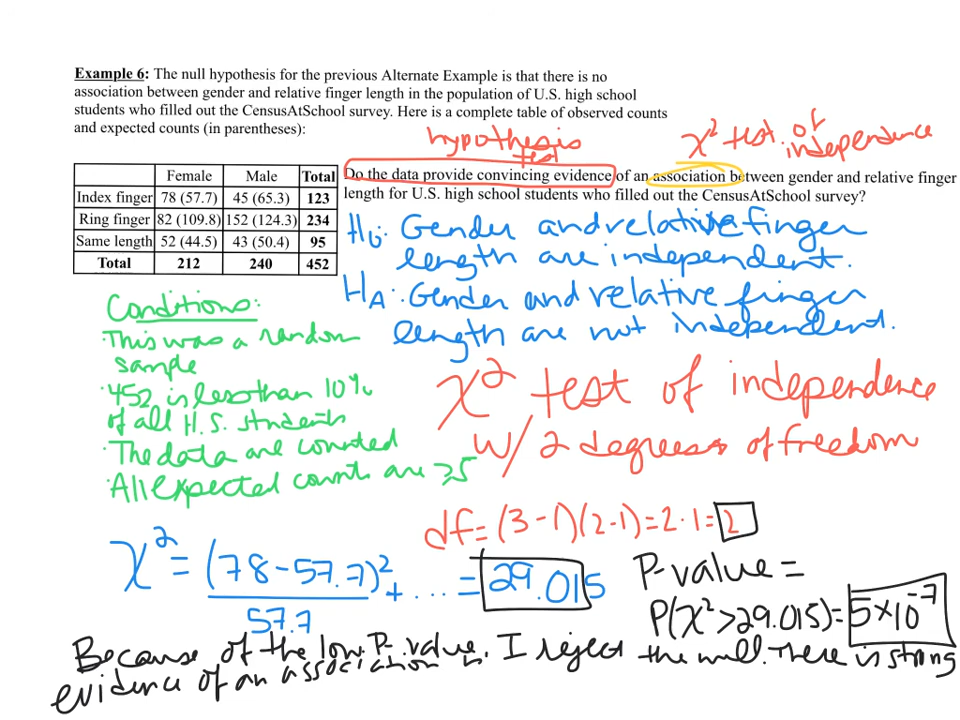 Example 6: The null hypothesis for the previous Alternate Example is that there is no
association between gender and relative finger length in the population of U.S. high school
students who filled out the CensusAtSchool survey. Here is a complete table of observed counts
and expected counts (in parentheses):
hypothesis
test
χ² test of
independence
Female Male Total
Index finger 78 (57.7) 45 (65.3) 123
Ring finger 82 (109.8) 152 (124.3) 234
Same length 52 (44.5) 43 (50.4) 95
Total 212 240 452
Do the data provide convincing evidence of an association between gender and relative finger
length for U.S. high school students who filled out the CensusAtSchool survey?
H₀: Gender and relative finger
length are independent.
HA: Gender and relative finger
length are not independent.
Conditions:
· This was a random
sample
· 452 is less than 10%
of all H.S. students
· The data are counted
· All expected counts are ≥5
χ² test of independence
w/ 2 degrees of freedom
df = (3-1)(2-1) = 2·1 = 2
χ² = (78-57.7)²/57.7 + ... = 29.015
P-value =
P(χ² > 29.015) = 5×10⁻⁷
Because of the low P-value, I reject the null. There is strong
evidence of an association